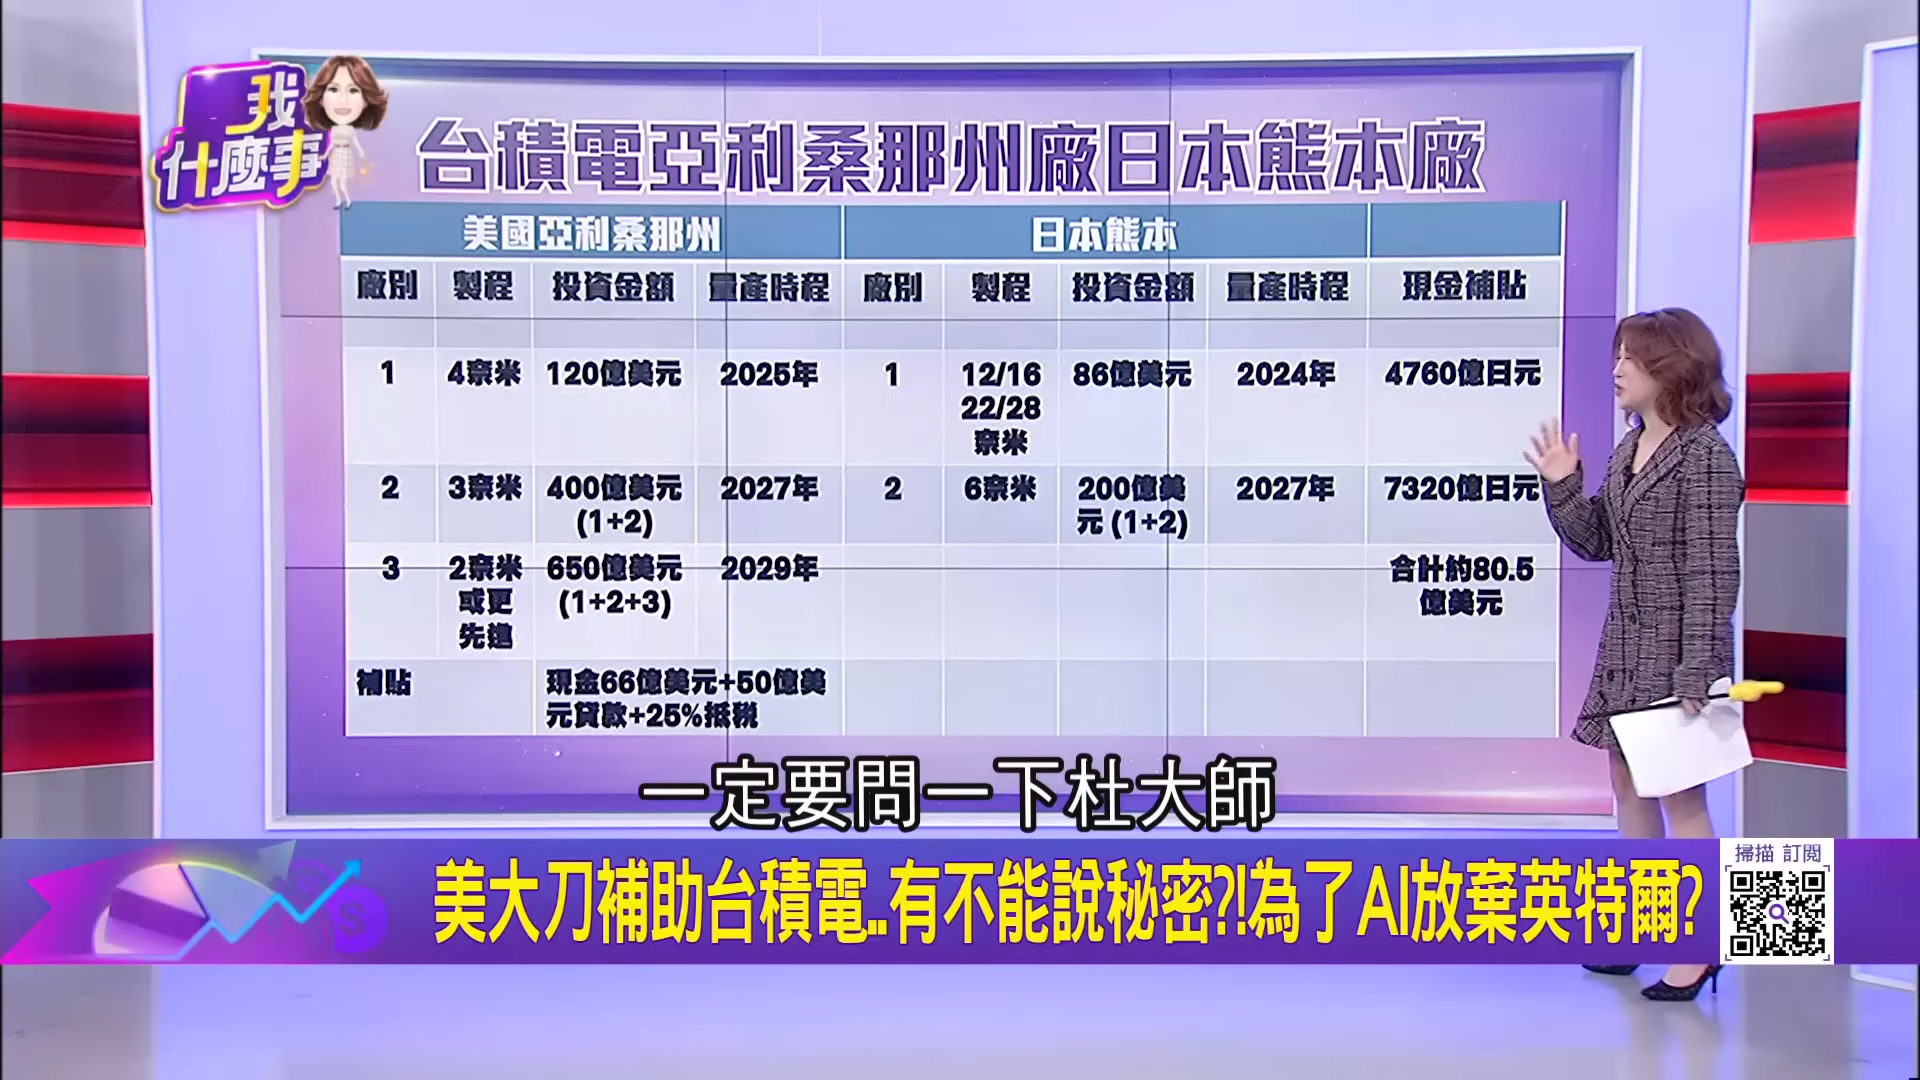 我
什麼事
台積電亞利桑那州廠日本熊本廠
美國亞利桑那州 日本熊本
廠別 製程 投資金額 量產時程 廠別 製程 投資金額 量產時程 現金補貼
1 4奈米 120億美元 2025年 1 12/16 86億美元 2024年 4760億日元
22/28
奈米
2 3奈米 400億美元 2027年 2 6奈米 200億美 2027年 7320億日元
(1+2) 元 (1+2)
3 2奈米 650億美元 2029年 合計約80.5
或更 (1+2+3) 億美元
先進
補貼 現金66億美元+50億美
元貸款+25%抵稅
一定要問一下杜大師
掃描 訂閱
美大刀補助台積電..有不能說秘密?!為了AI放棄英特爾?